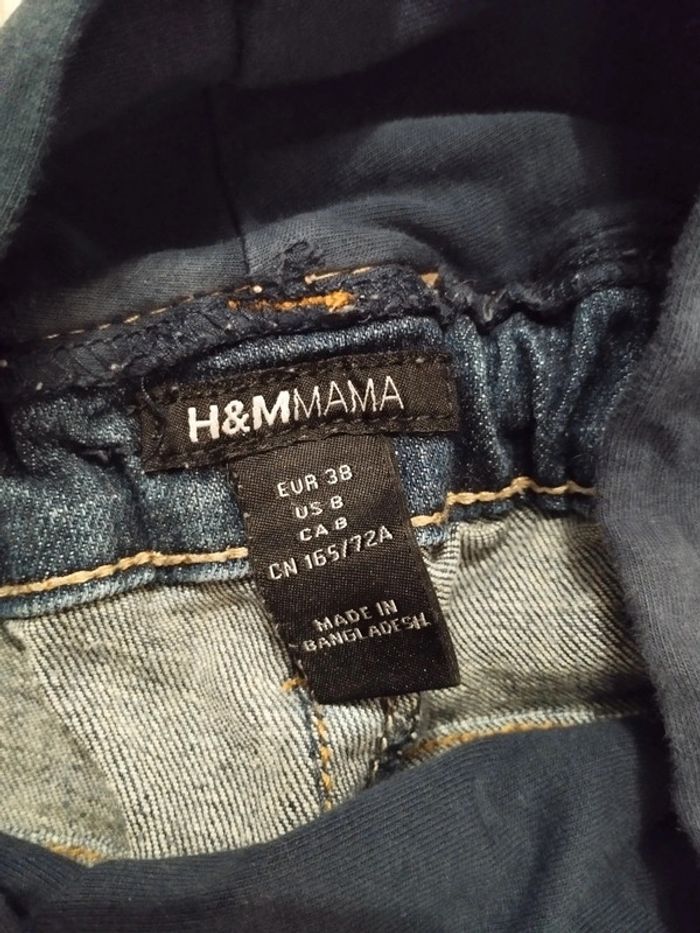 H&MMAMA
EUR 38
US 8
CA 8
CN 165/72A
MADE IN
BANGLADESH